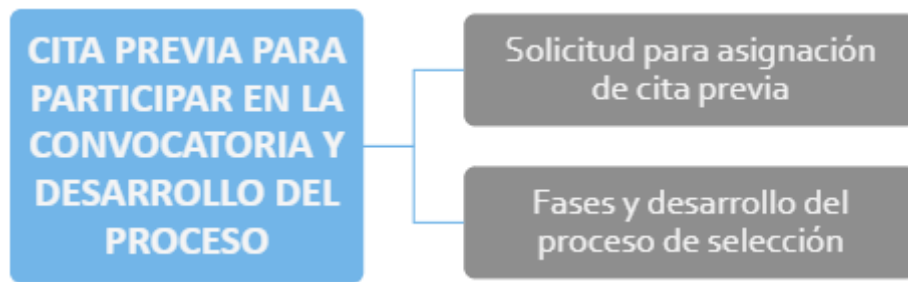 CITA PREVIA PARA
PARTICIPAR EN LA
CONVOCATORIA Y
DESARROLLO DEL
PROCESO
Solicitud para asignación
de cita previa
Fases y desarrollo del
proceso de selección